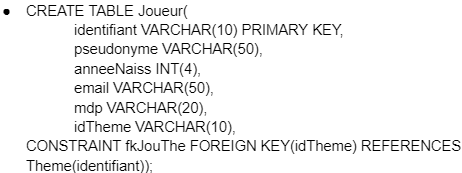 ● CREATE TABLE Joueur(
identifiant VARCHAR(10) PRIMARY KEY,
pseudonyme VARCHAR(50),
anneeNaiss INT(4),
email VARCHAR(50),
mdp VARCHAR(20),
idTheme VARCHAR(10),
CONSTRAINT fkJouThe FOREIGN KEY(idTheme) REFERENCES
Theme(identifiant));